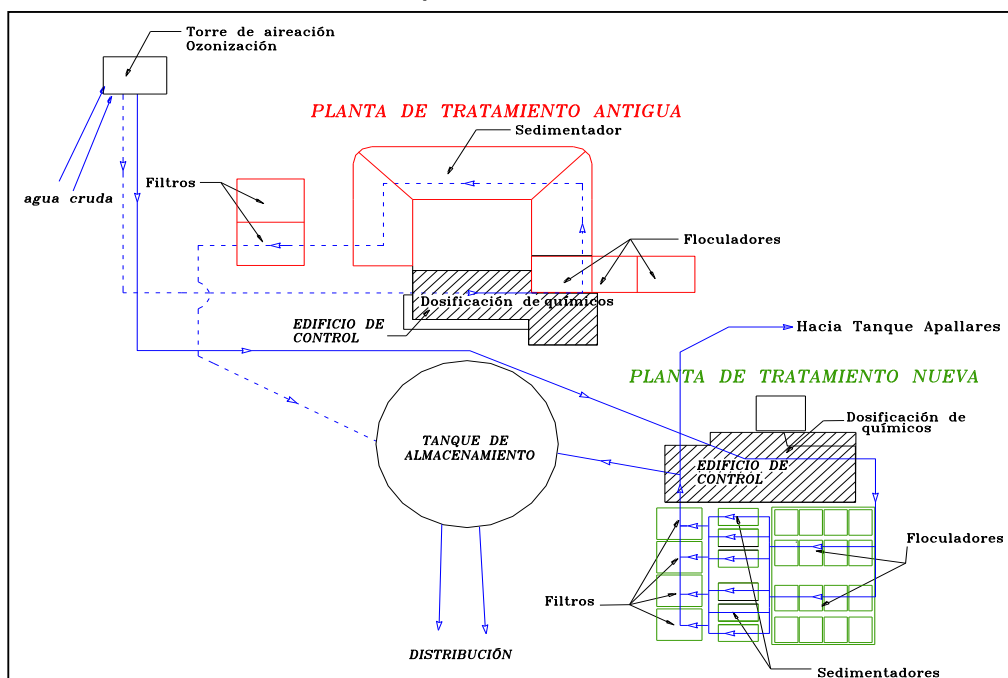 Torre de aireación
Ozonización
PLANTA DE TRATAMIENTO ANTIGUA
Sedimentador
Filtros
agua cruda
Floculadores
Dosificación de químicos
EDIFICIO DE
CONTROL
Hacia Tanque Apallares
PLANTA DE TRATAMIENTO NUEVA
Dosificación de
químicos
TANQUE DE
ALMACENAMIENTO
EDIFICIO DE
CONTROL
Floculadores
Filtros
DISTRIBUCIÓN
Sedimentadores